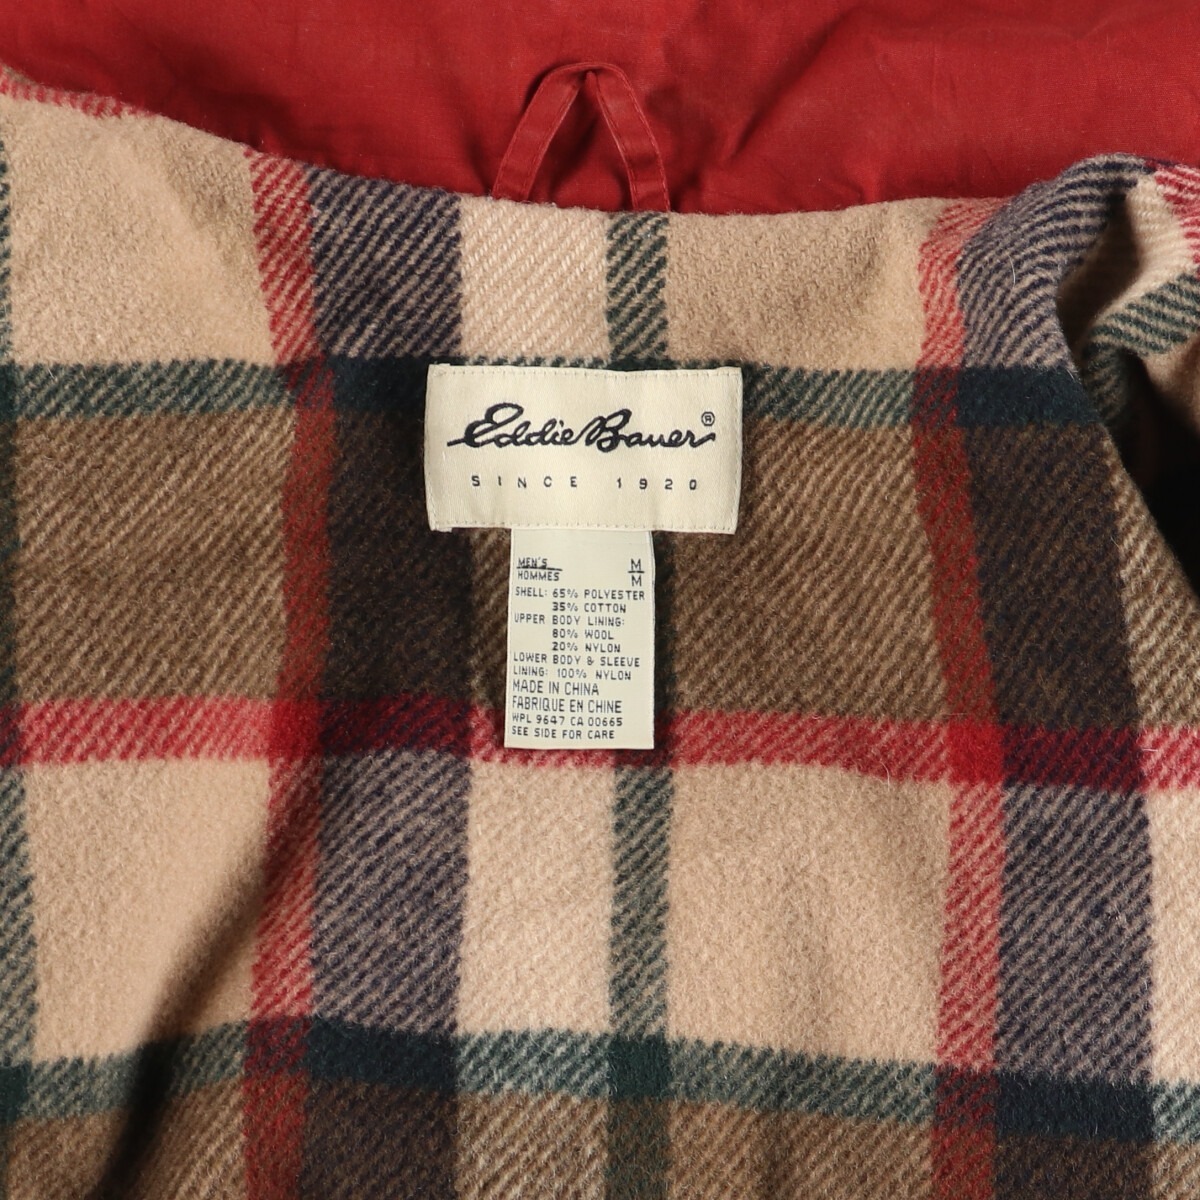 Eddie Bauer®
SINCE 1920
MEN'S M
HOMMES M
SHELL: 65% POLYESTER
35% COTTON
UPPER BODY LINING:
80% WOOL
20% NYLON
LOWER BODY & SLEEVE
LINING: 100% NYLON
MADE IN CHINA
FABRIQUE EN CHINE
WPL 9647 CA 00665
SEE SIDE FOR CARE